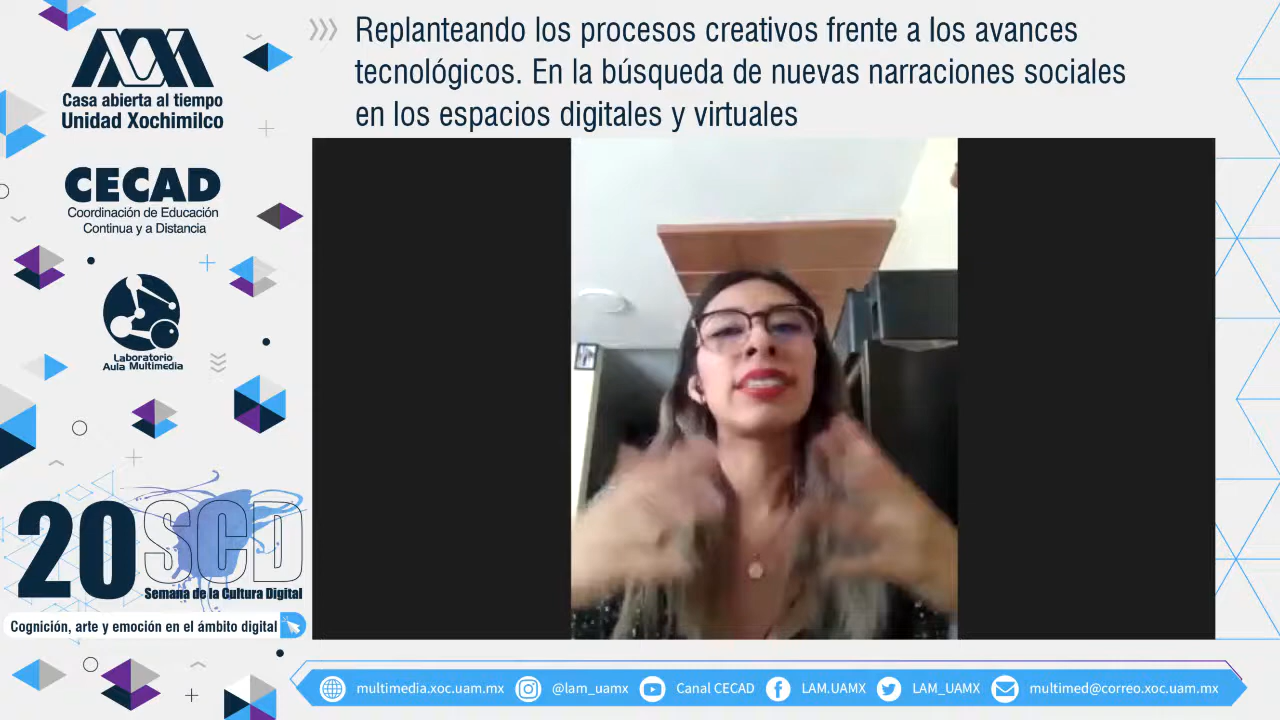 Replanteando los procesos creativos frente a los avances
tecnológicos. En la búsqueda de nuevas narraciones sociales
en los espacios digitales y virtuales
Casa abierta al tiempo
Unidad Xochimilco
CECAD
Coordinación de Educación
Continua y a Distancia
Laboratorio
Aula Multimedia
20 SCD
Semana de la Cultura Digital
Cognición, arte y emoción en el ámbito digital
multimedia.xoc.uam.mx @lam_uamx Canal CECAD LAM.UAMX LAM_UAMX multimed@correo.xoc.uam.mx